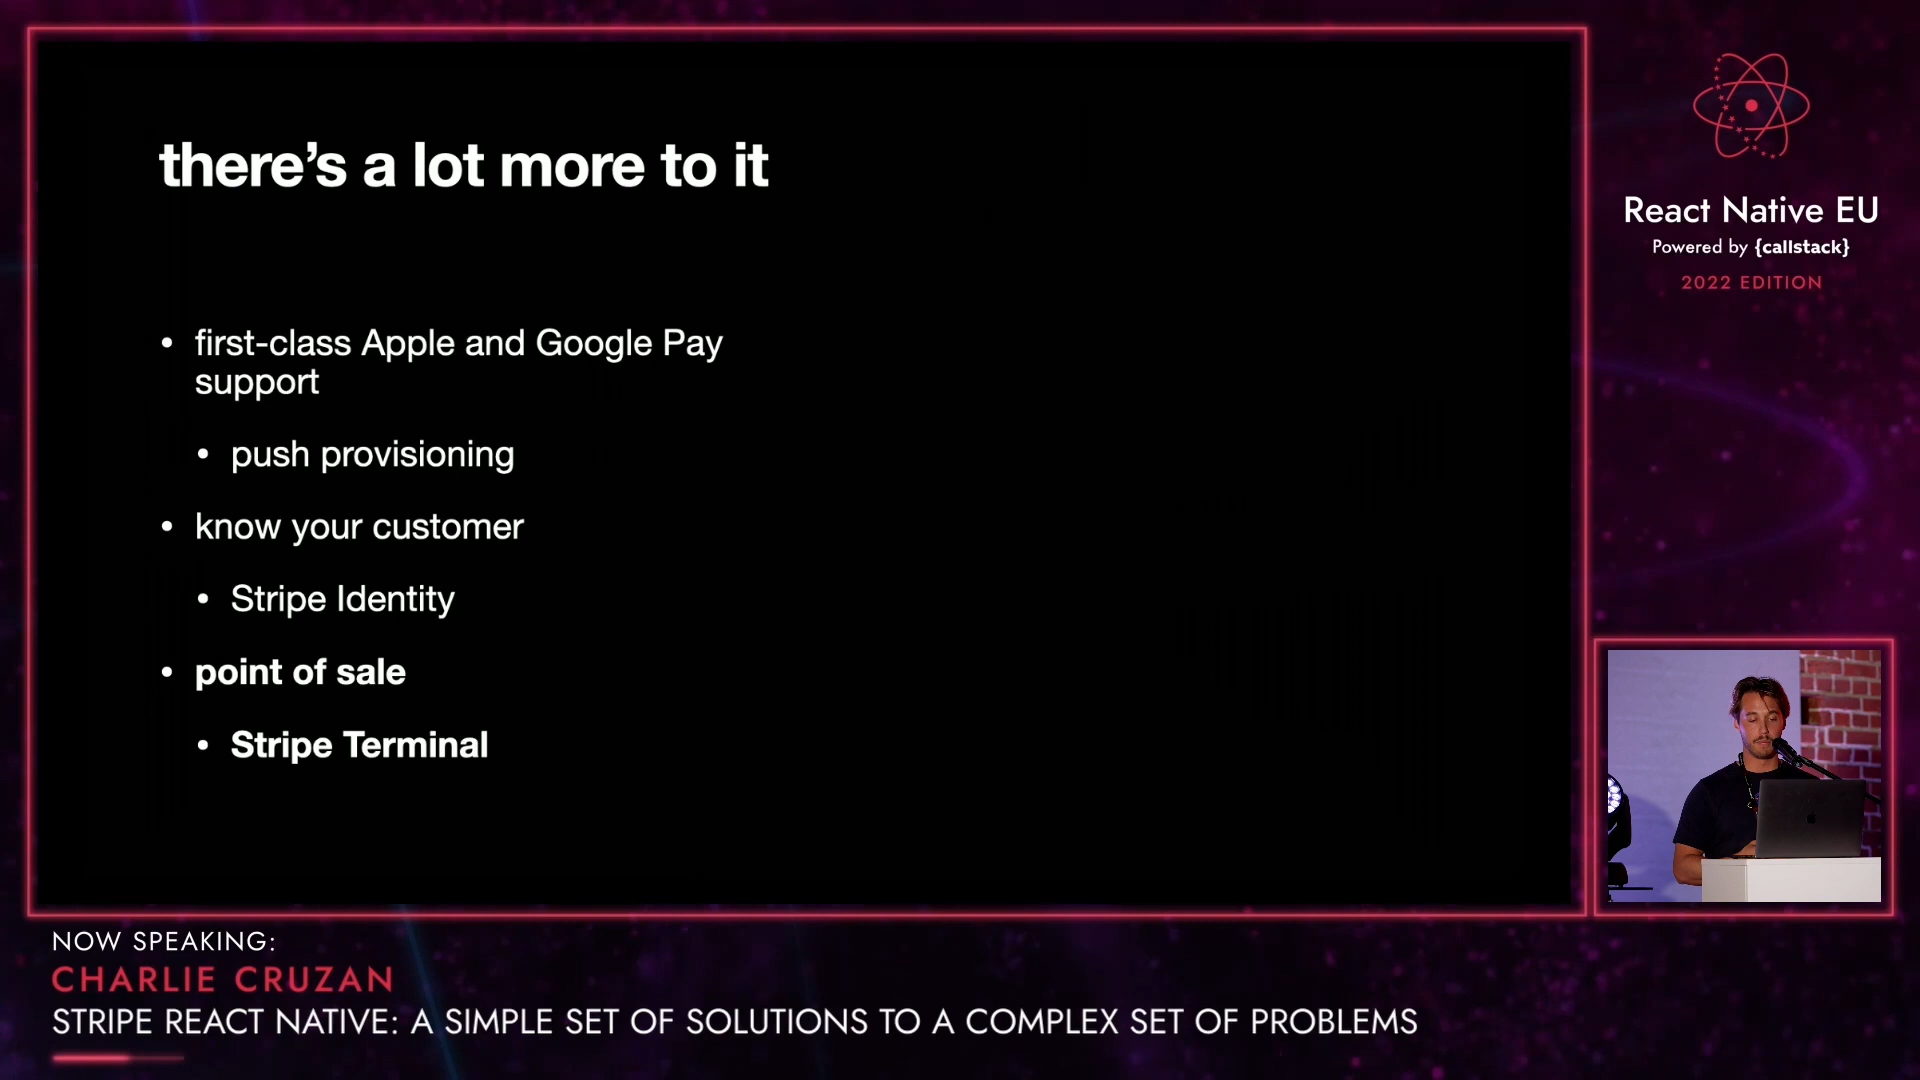 there’s a lot more to it
• first-class Apple and Google Pay
support
• push provisioning
• know your customer
• Stripe Identity
• point of sale
• Stripe Terminal
React Native EU
Powered by {callstack}
2022 EDITION
NOW SPEAKING:
CHARLIE CRUZAN
STRIPE REACT NATIVE: A SIMPLE SET OF SOLUTIONS TO A COMPLEX SET OF PROBLEMS